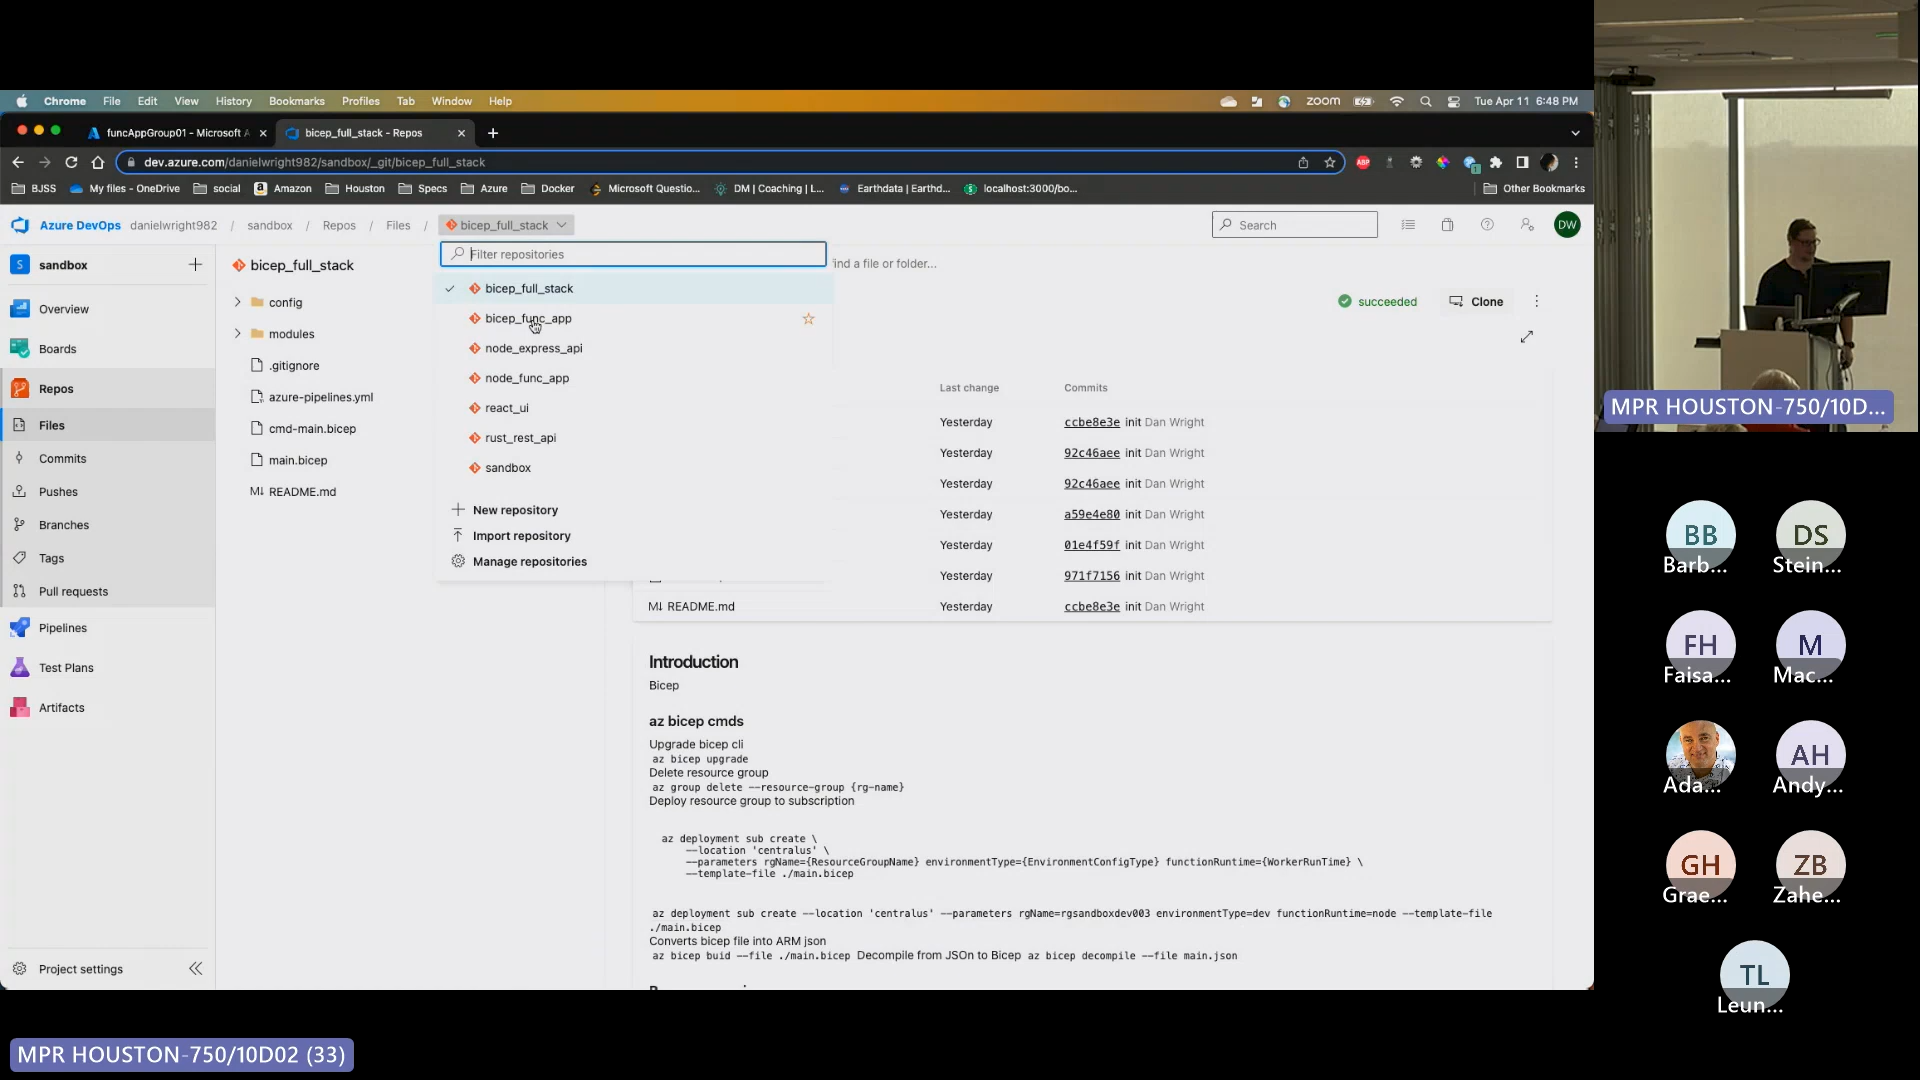 Chrome File Edit View History Bookmarks Profiles Tab Window Help
zoom Tue Apr 11 6:48 PM
funcAppGroup01 - Microsoft A
bicep_full_stack - Repos
dev.azure.com/danielwright982/sandbox/_git/bicep_full_stack
ABP
1
BJSS My files - OneDrive social Amazon Houston Specs Azure Docker Microsoft Questio... DM | Coaching | L... Earthdata | Earthd... localhost:3000/bo... Other Bookmarks
Azure DevOps danielwright982 / sandbox / Repos / Files / bicep_full_stack
Search
DW
S sandbox
Overview
Boards
Repos
Files
Commits
Pushes
Branches
Tags
Pull requests
Pipelines
Test Plans
Artifacts
Project settings
bicep_full_stack
config
modules
.gitignore
azure-pipelines.yml
cmd-main.bicep
main.bicep
README.md
Filter repositories
bicep_full_stack
bicep_func_app
node_express_api
node_func_app
react_ui
rust_rest_api
sandbox
New repository
Import repository
Manage repositories
ind a file or folder...
succeeded
Clone
Last change Commits
Yesterday ccbe8e3e init Dan Wright
Yesterday 92c46aee init Dan Wright
Yesterday 92c46aee init Dan Wright
Yesterday a59e4e80 init Dan Wright
Yesterday 01e4f59f init Dan Wright
Yesterday 971f7156 init Dan Wright
README.md Yesterday ccbe8e3e init Dan Wright
Introduction
Bicep
az bicep cmds
Upgrade bicep cli
az bicep upgrade
Delete resource group
az group delete --resource-group {rg-name}
Deploy resource group to subscription
az deployment sub create \
--location 'centralus' \
--parameters rgName={ResourceGroupName} environmentType={EnvironmentConfigType} functionRuntime={WorkerRunTime} \
--template-file ./main.bicep
az deployment sub create --location 'centralus' --parameters rgName=rgsandboxdev003 environmentType=dev functionRuntime=node --template-file
./main.bicep
Converts bicep file into ARM json
az bicep buid --file ./main.bicep Decompile from JSOn to Bicep az bicep decompile --file main.json
MPR HOUSTON-750/10D...
BB
Barb...
DS
Stein...
FH
Faisa...
M
Mac...
Ada...
AH
Andy...
GH
Grae...
ZB
Zahe...
TL
Leun...
MPR HOUSTON-750/10D02 (33)